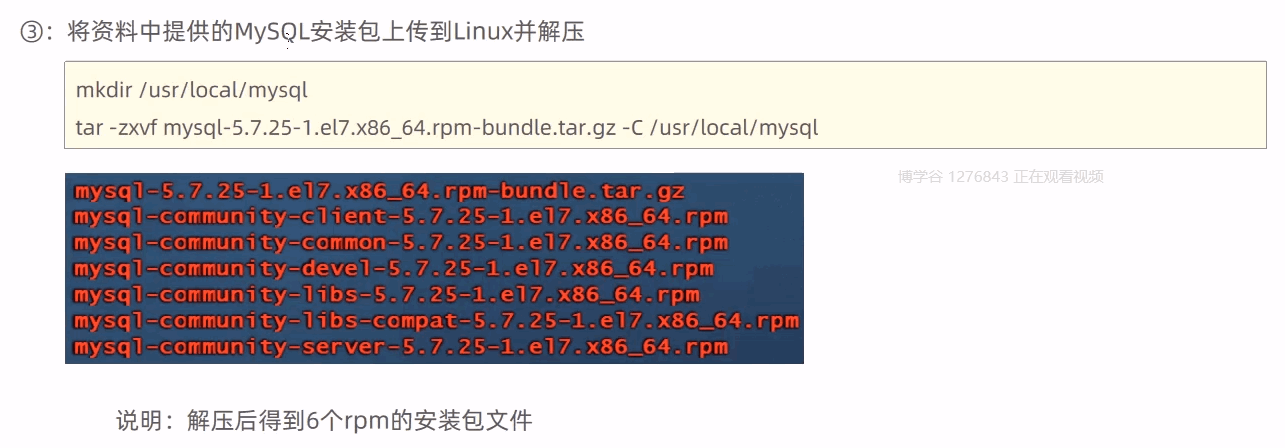 ③：将资料中提供的MySQL安装包上传到Linux并解压
mkdir /usr/local/mysql
tar -zxvf mysql-5.7.25-1.el7.x86_64.rpm-bundle.tar.gz -C /usr/local/mysql
博学谷 1276843 正在观看视频
mysql-5.7.25-1.el7.x86_64.rpm-bundle.tar.gz
mysql-community-client-5.7.25-1.el7.x86_64.rpm
mysql-community-common-5.7.25-1.el7.x86_64.rpm
mysql-community-devel-5.7.25-1.el7.x86_64.rpm
mysql-community-libs-5.7.25-1.el7.x86_64.rpm
mysql-community-libs-compat-5.7.25-1.el7.x86_64.rpm
mysql-community-server-5.7.25-1.el7.x86_64.rpm
说明：解压后得到6个rpm的安装包文件